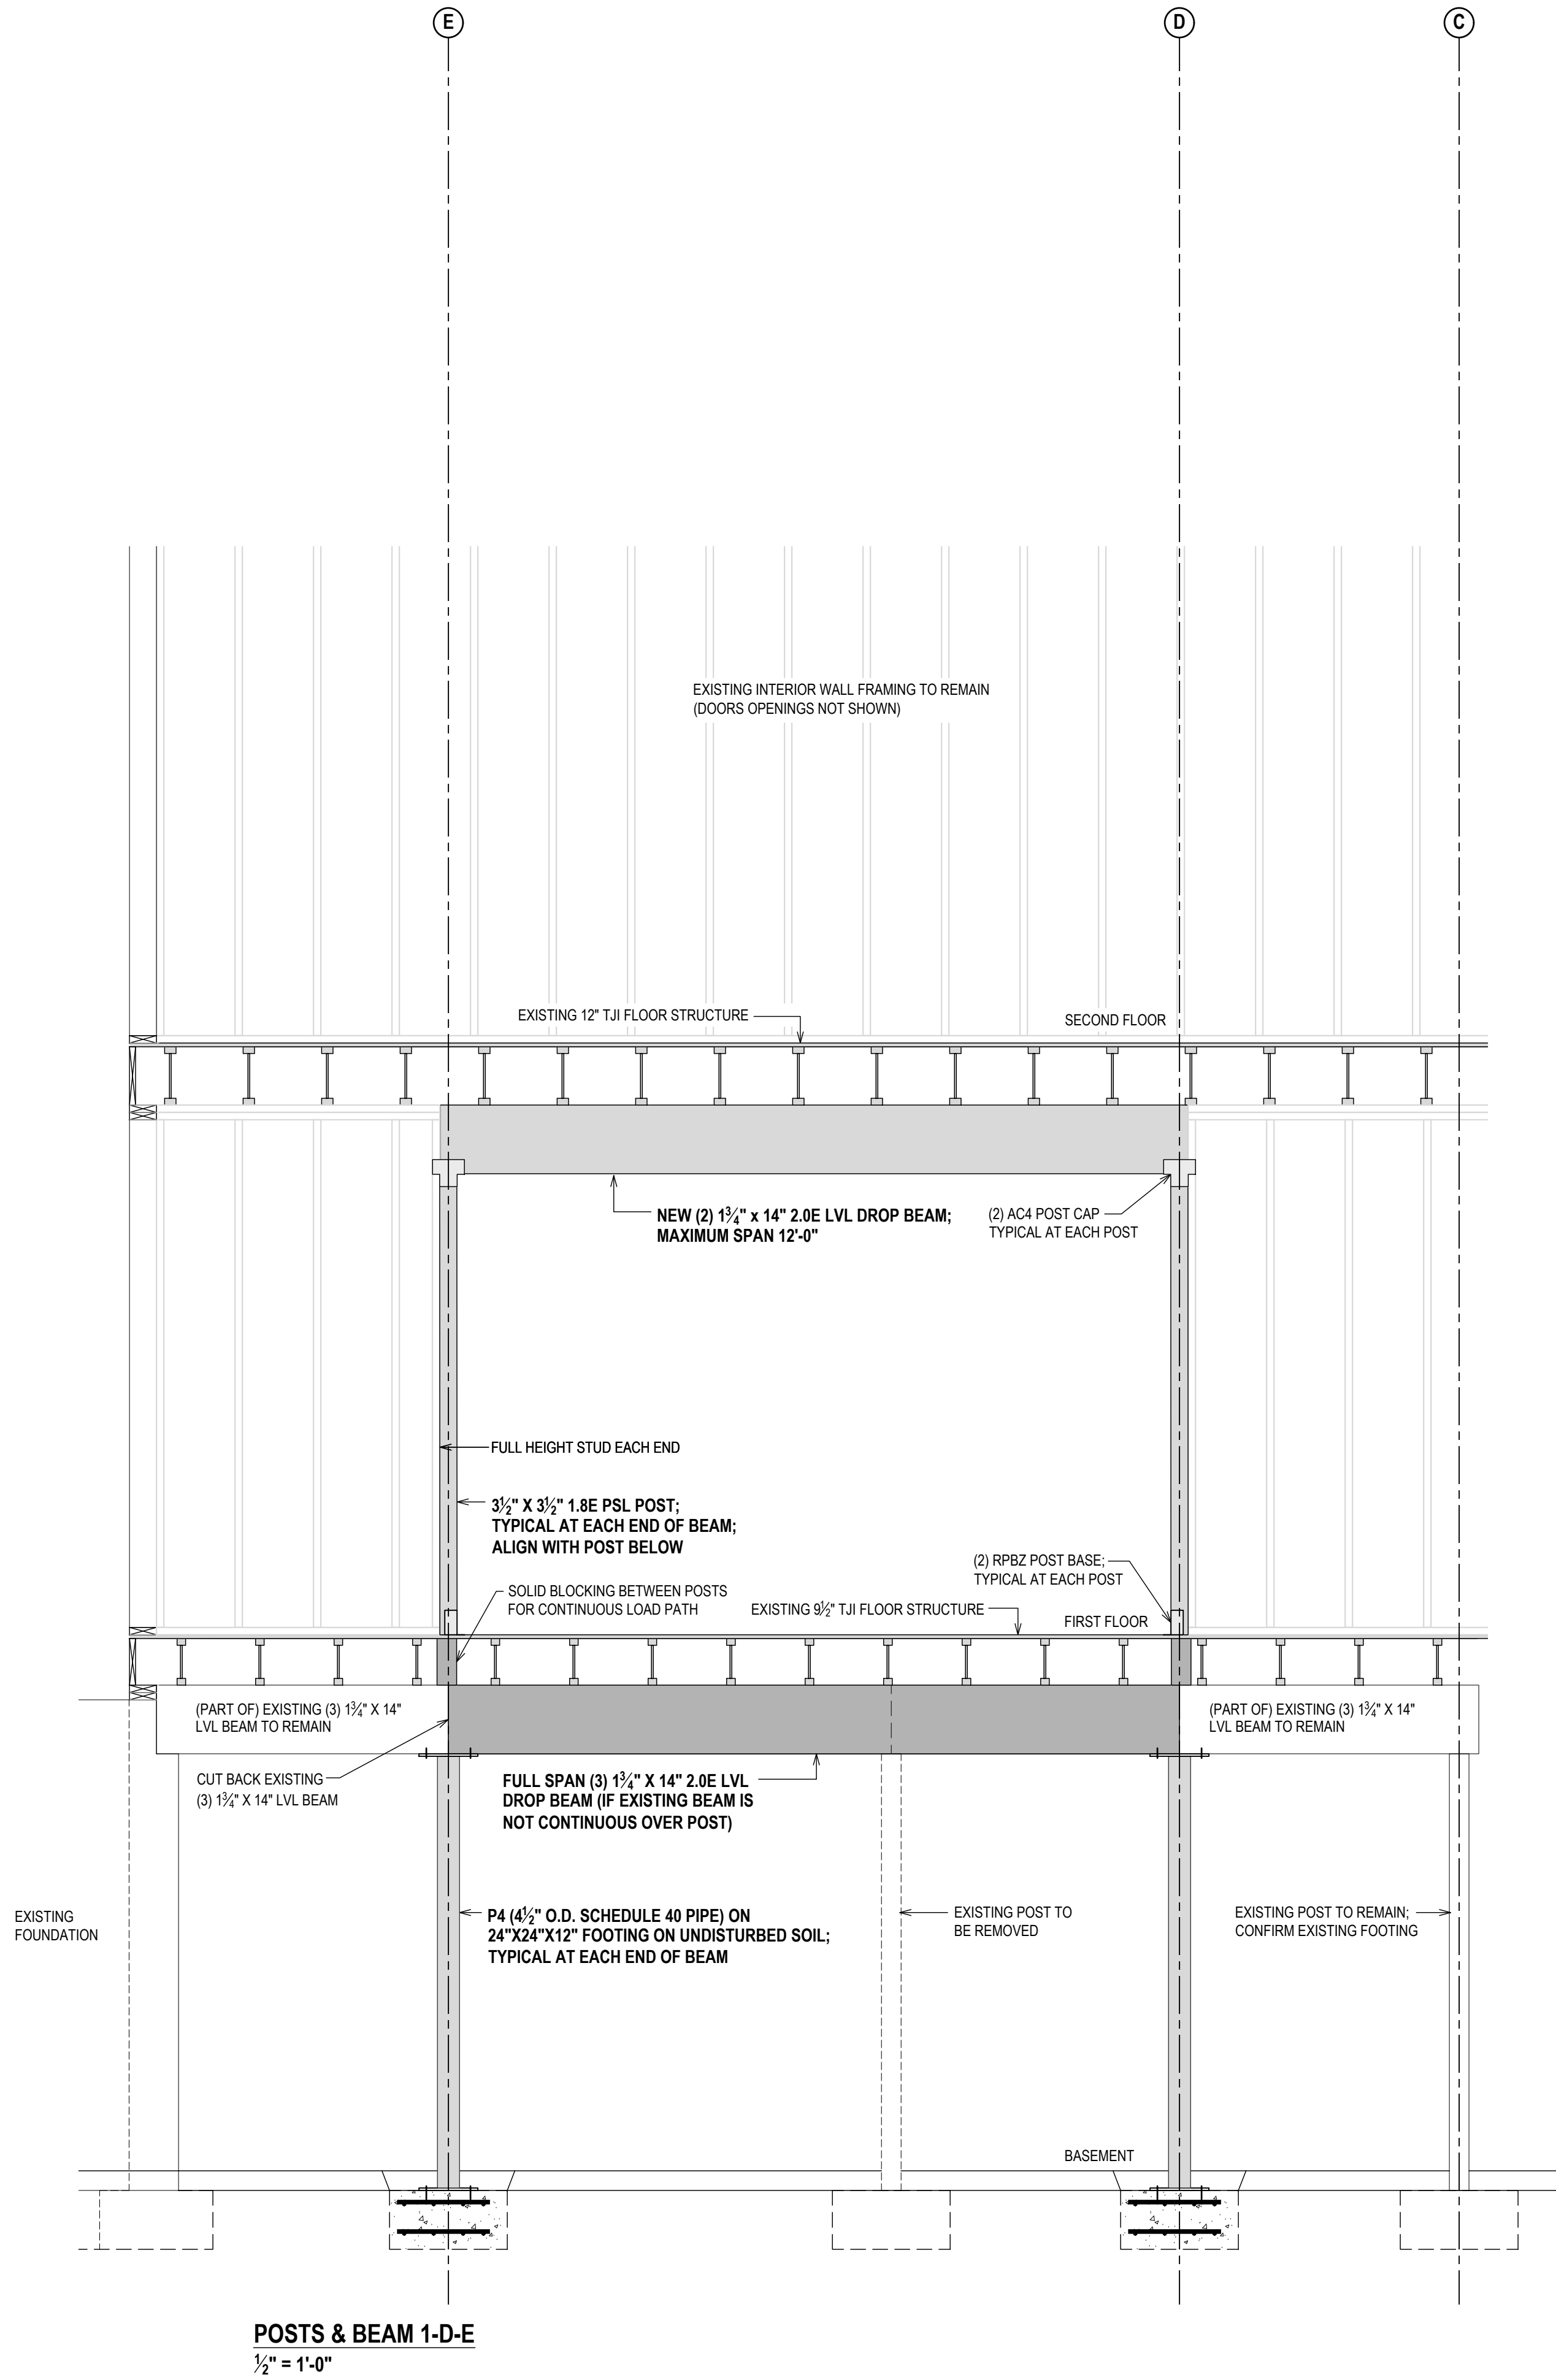 E
D
C
EXISTING INTERIOR WALL FRAMING TO REMAIN
(DOORS OPENINGS NOT SHOWN)
EXISTING 12" TJI FLOOR STRUCTURE
SECOND FLOOR
NEW (2) 1¾" x 14" 2.0E LVL DROP BEAM;
MAXIMUM SPAN 12'-0"
(2) AC4 POST CAP
TYPICAL AT EACH POST
FULL HEIGHT STUD EACH END
3½" X 3½" 1.8E PSL POST;
TYPICAL AT EACH END OF BEAM;
ALIGN WITH POST BELOW
(2) RPBZ POST BASE;
TYPICAL AT EACH POST
SOLID BLOCKING BETWEEN POSTS
FOR CONTINUOUS LOAD PATH
EXISTING 9½" TJI FLOOR STRUCTURE
FIRST FLOOR
(PART OF) EXISTING (3) 1¾" X 14"
LVL BEAM TO REMAIN
(PART OF) EXISTING (3) 1¾" X 14"
LVL BEAM TO REMAIN
CUT BACK EXISTING
(3) 1¾" X 14" LVL BEAM
FULL SPAN (3) 1¾" X 14" 2.0E LVL
DROP BEAM (IF EXISTING BEAM IS
NOT CONTINUOUS OVER POST)
EXISTING
FOUNDATION
P4 (4½" O.D. SCHEDULE 40 PIPE) ON
24"X24"X12" FOOTING ON UNDISTURBED SOIL;
TYPICAL AT EACH END OF BEAM
EXISTING POST TO
BE REMOVED
EXISTING POST TO REMAIN;
CONFIRM EXISTING FOOTING
BASEMENT
POSTS & BEAM 1-D-E
½" = 1'-0"